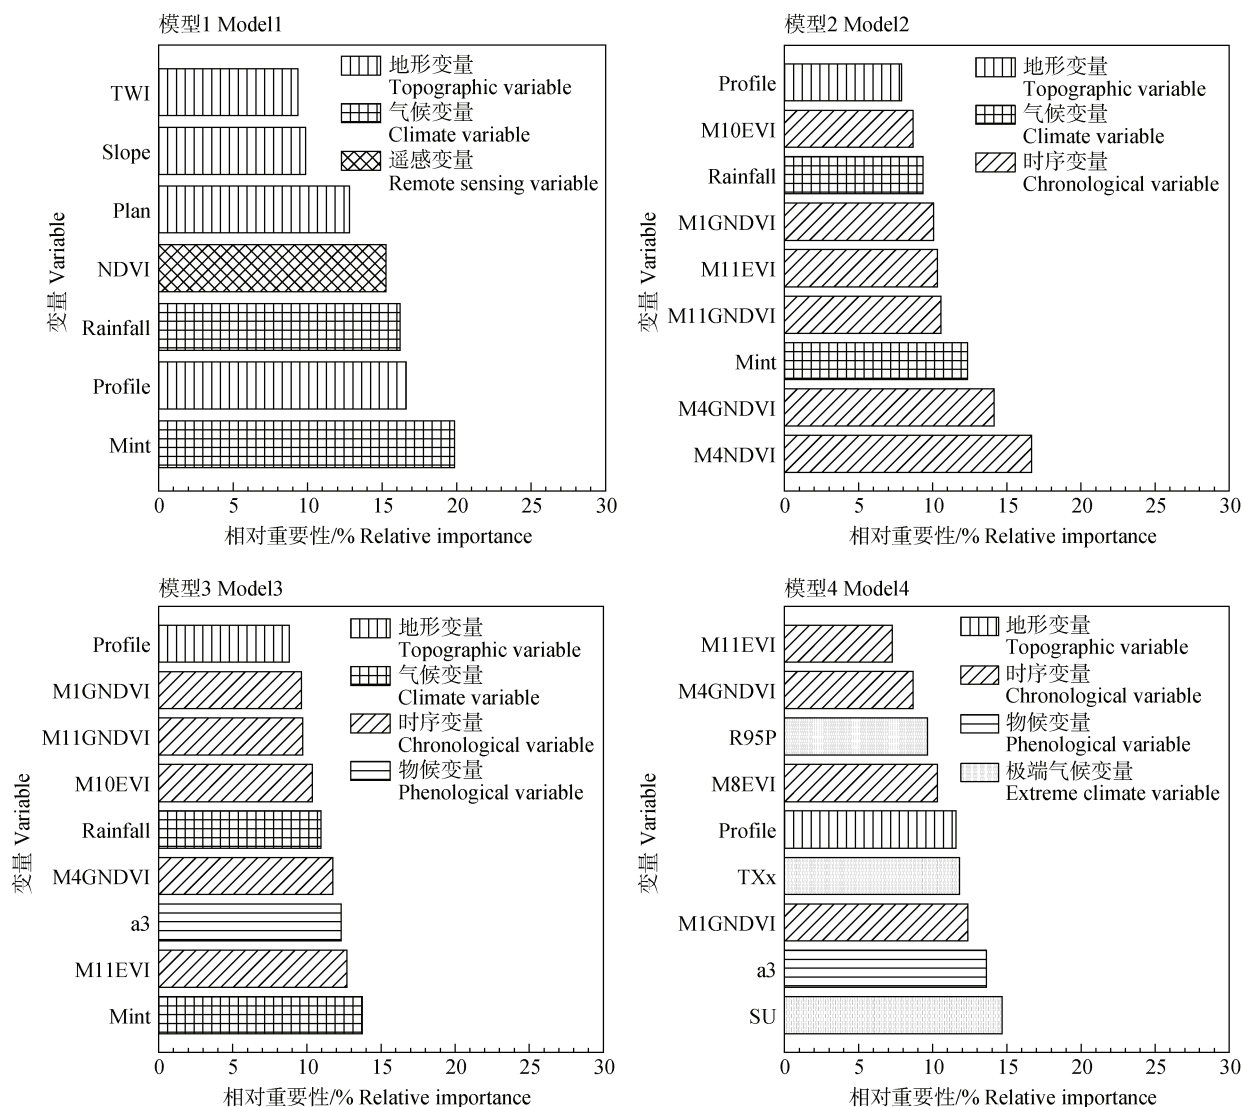 模型1 Model1
地形变量
Topographic variable
气候变量
Climate variable
遥感变量
Remote sensing variable
TWI
Slope
Plan
NDVI
Rainfall
Profile
Mint
变量 Variable
0 5 10 15 20 25 30
相对重要性/% Relative importance
模型2 Model2
地形变量
Topographic variable
气候变量
Climate variable
时序变量
Chronological variable
Profile
M10EVI
Rainfall
M1GNDVI
M11EVI
M11GNDVI
Mint
M4GNDVI
M4NDVI
变量 Variable
0 5 10 15 20 25 30
相对重要性/% Relative importance
模型3 Model3
地形变量
Topographic variable
气候变量
Climate variable
时序变量
Chronological variable
物候变量
Phenological variable
Profile
M1GNDVI
M11GNDVI
M10EVI
Rainfall
M4GNDVI
a3
M11EVI
Mint
变量 Variable
0 5 10 15 20 25 30
相对重要性/% Relative importance
模型4 Model4
地形变量
Topographic variable
时序变量
Chronological variable
物候变量
Phenological variable
极端气候变量
Extreme climate variable
M11EVI
M4GNDVI
R95P
M8EVI
Profile
TXx
M1GNDVI
a3
SU
变量 Variable
0 5 10 15 20 25 30
相对重要性/% Relative importance